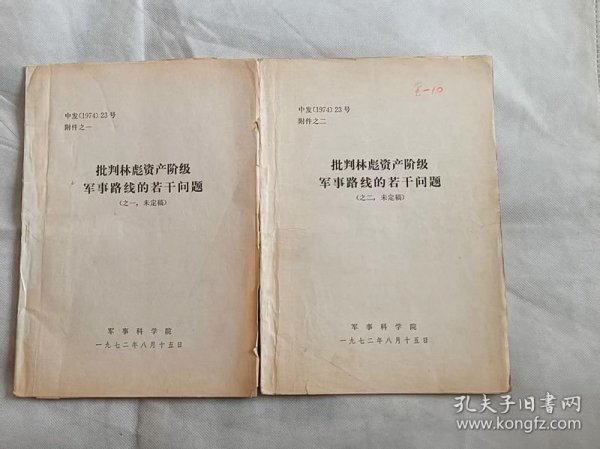 中发(1974) 23号
附件之一
批判林彪资产阶级
军事路线的若干问题
(之一，未定稿)
军事科学院
一九七二年八月十五日
Z-10
中发(1974) 23号
附件之二
批判林彪资产阶级
军事路线的若干问题
(之二，未定稿)
军事科学院
一九七二年八月十五日
孔夫子旧书网
www.kongfz.com